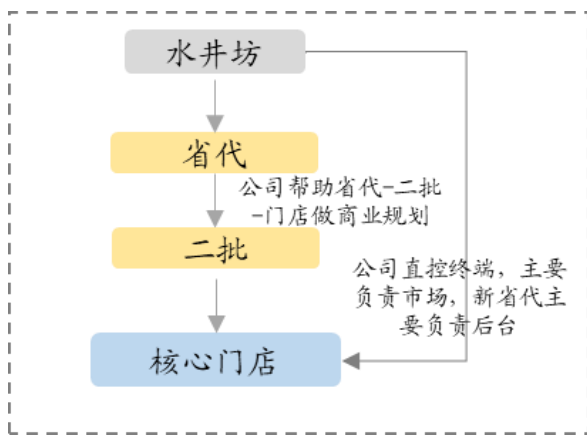 水井坊
省代
公司帮助省代-二批
-门店做商业规划
二批
公司直控终端，主要
负责市场，新省代主
要负责后台
核心门店